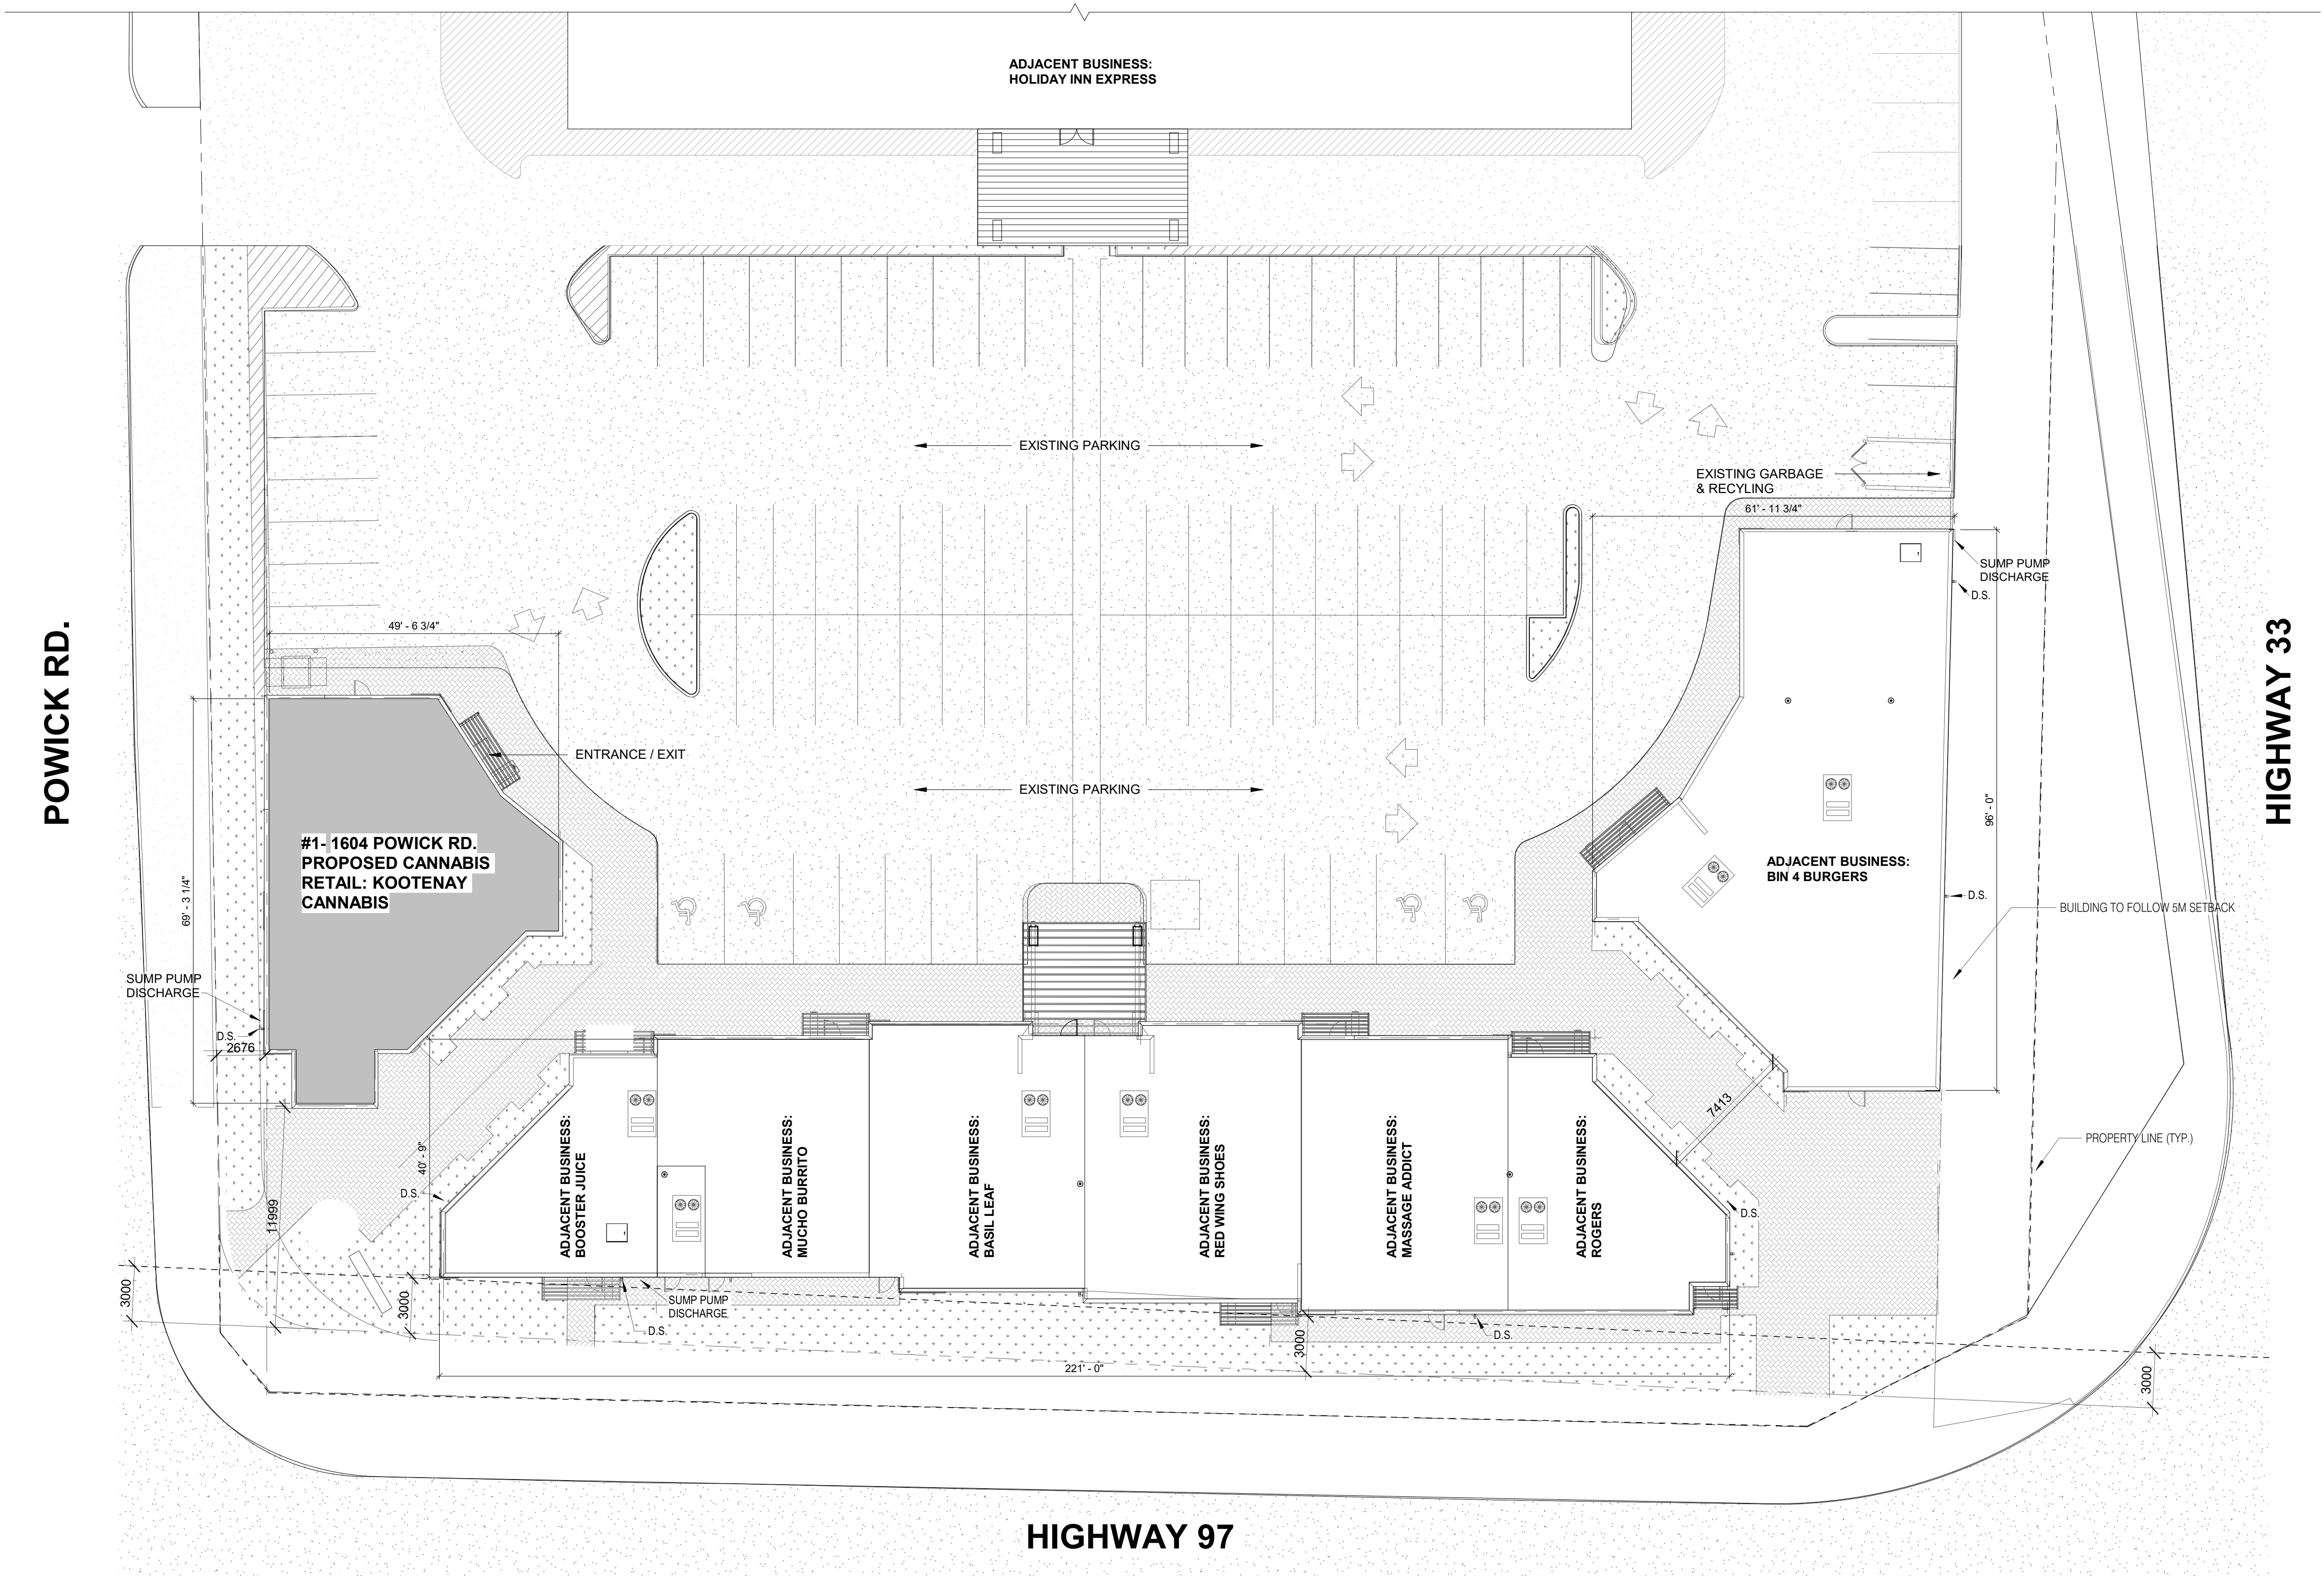 ADJACENT BUSINESS:
HOLIDAY INN EXPRESS
EXISTING PARKING
EXISTING GARBAGE
& RECYLING
61' - 11 3/4"
SUMP PUMP
DISCHARGE
D.S.
49' - 6 3/4"
POWICK RD.
HIGHWAY 33
ENTRANCE / EXIT
EXISTING PARKING
96' - 0"
#1- 1604 POWICK RD.
PROPOSED CANNABIS
RETAIL: KOOTENAY
CANNABIS
69' - 3 1/4"
ADJACENT BUSINESS:
BIN 4 BURGERS
D.S.
BUILDING TO FOLLOW 5M SETBACK
SUMP PUMP
DISCHARGE
D.S.
2676
7413
PROPERTY LINE (TYP.)
40' - 9"
D.S.
ADJACENT BUSINESS:
BOOSTER JUICE
ADJACENT BUSINESS:
MUCHO BURRITO
ADJACENT BUSINESS:
BASIL LEAF
ADJACENT BUSINESS:
RED WING SHOES
ADJACENT BUSINESS:
MASSAGE ADDICT
ADJACENT BUSINESS:
ROGERS
D.S.
11999
3000
3000
SUMP PUMP
DISCHARGE
D.S.
3000
D.S.
221' - 0"
3000
HIGHWAY 97